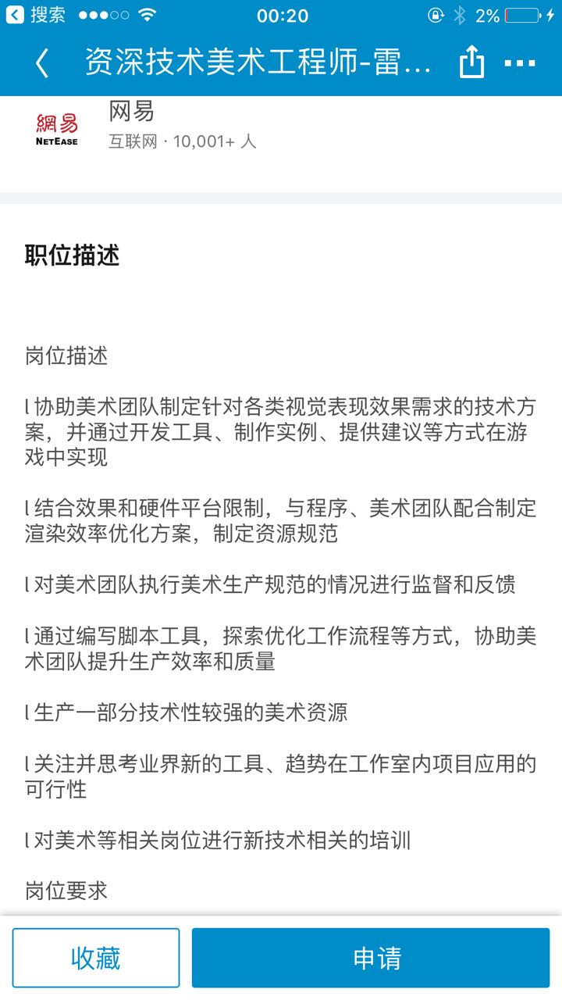 搜索
00:20
2%
资深技术美术工程师-雷...
網易
NETEASE
网易
互联网 · 10,001+ 人
职位描述
岗位描述
l 协助美术团队制定针对各类视觉表现效果需求的技术方
案，并通过开发工具、制作实例、提供建议等方式在游
戏中实现
l 结合效果和硬件平台限制，与程序、美术团队配合制定
渲染效率优化方案，制定资源规范
l 对美术团队执行美术生产规范的情况进行监督和反馈
l 通过编写脚本工具，探索优化工作流程等方式，协助美
术团队提升生产效率和质量
l 生产一部分技术性较强的美术资源
l 关注并思考业界新的工具、趋势在工作室内项目应用的
可行性
l 对美术等相关岗位进行新技术相关的培训
岗位要求
收藏
申请